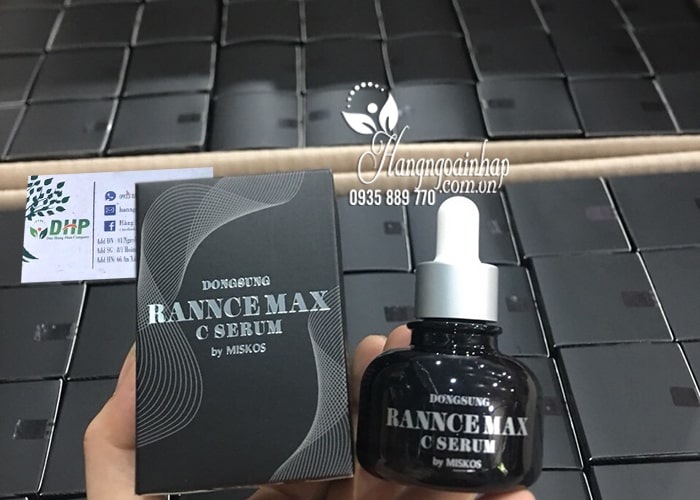 Hangngoainhap
.com.vn
0935 889 770
DHP
DONGSUNG
RANNCE MAX
C SERUM
by MISKOS
DONGSUNG
RANNCE MAX
C SERUM
by MISKOS